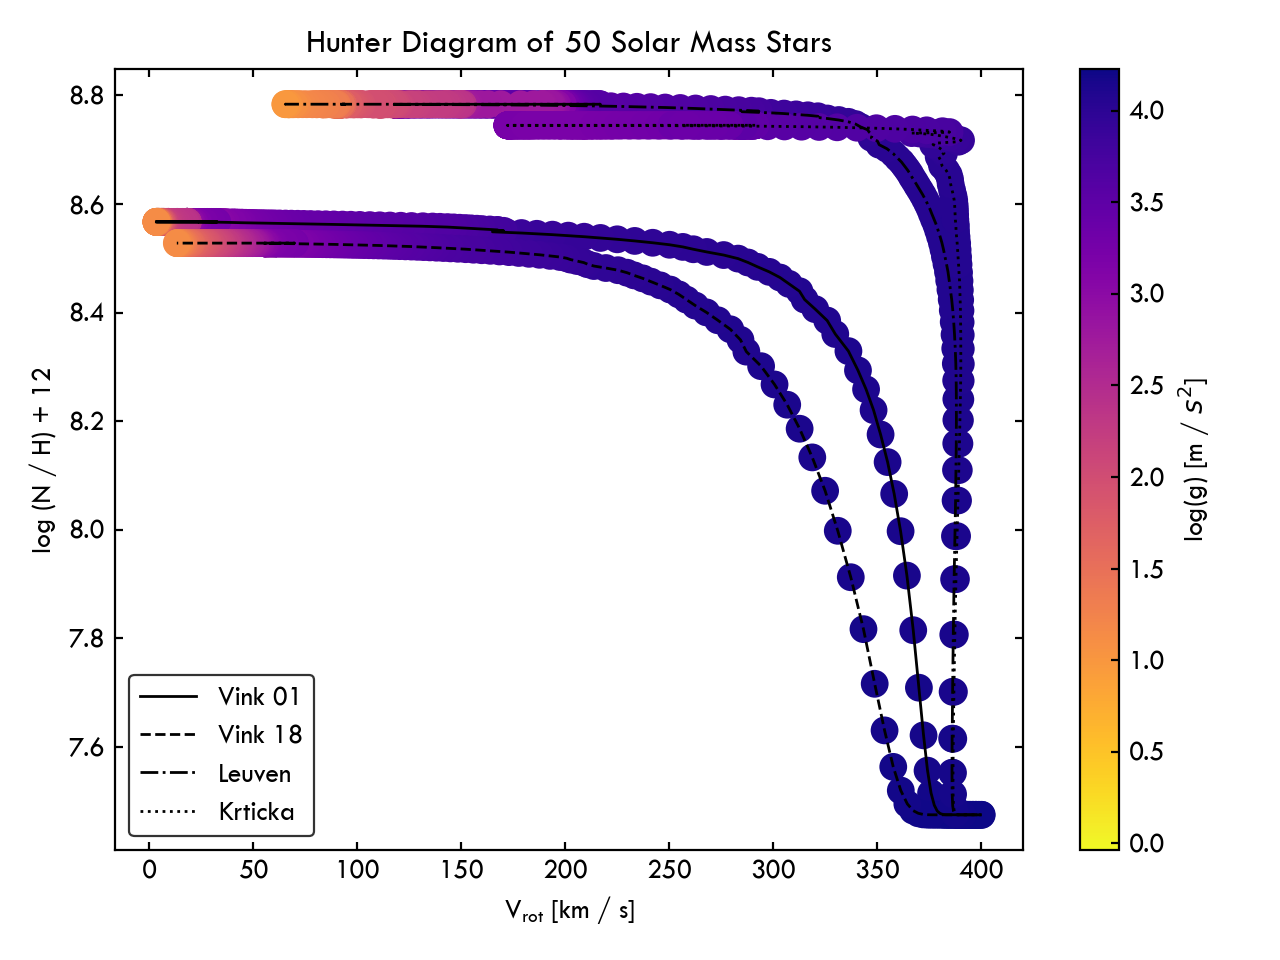 Hunter Diagram of 50 Solar Mass Stars
log (N / H) + 12
8.8
8.6
8.4
8.2
8.0
7.8
7.6
Vink 01
Vink 18
Leuven
Krticka
0 50 100 150 200 250 300 350 400
V_rot [km / s]
4.0
3.5
3.0
2.5
2.0
1.5
1.0
0.5
0.0
log(g) [m / s²]